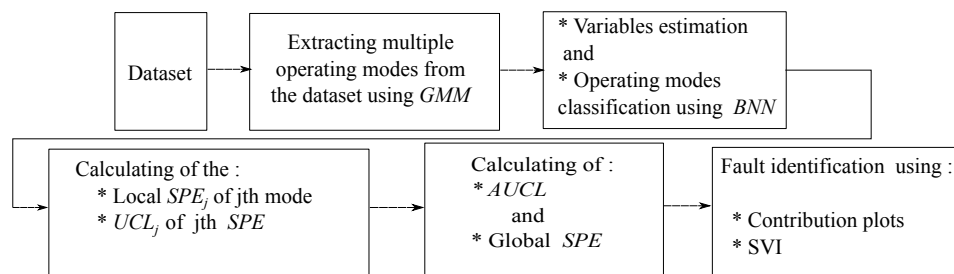 Dataset
Extracting multiple
operating modes from
the dataset using GMM
* Variables estimation
and
* Operating modes
classification using BNN
Calculating of the :
* Local SPEj of jth mode
* UCLj of jth SPE
Calculating of :
* AUCL
and
* Global SPE
Fault identification using :
* Contribution plots
* SVI